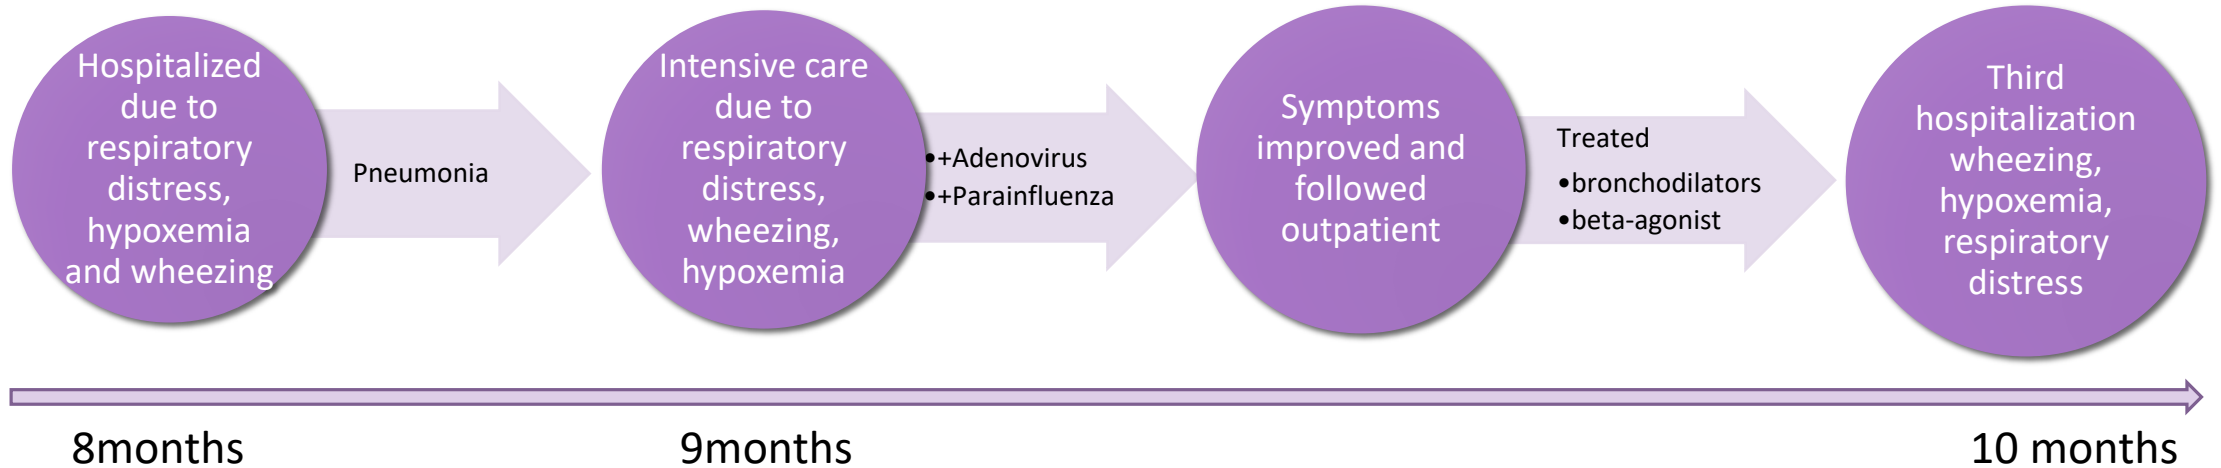 Hospitalized
due to
respiratory
distress,
hypoxemia
and wheezing
Pneumonia
Intensive care
due to
respiratory
distress,
wheezing,
hypoxemia
•+Adenovirus
•+Parainfluenza
Symptoms
improved and
followed
outpatient
Treated
•bronchodilators
•beta-agonist
Third
hospitalization
wheezing,
hypoxemia,
respiratory
distress
8months
9months
10 months